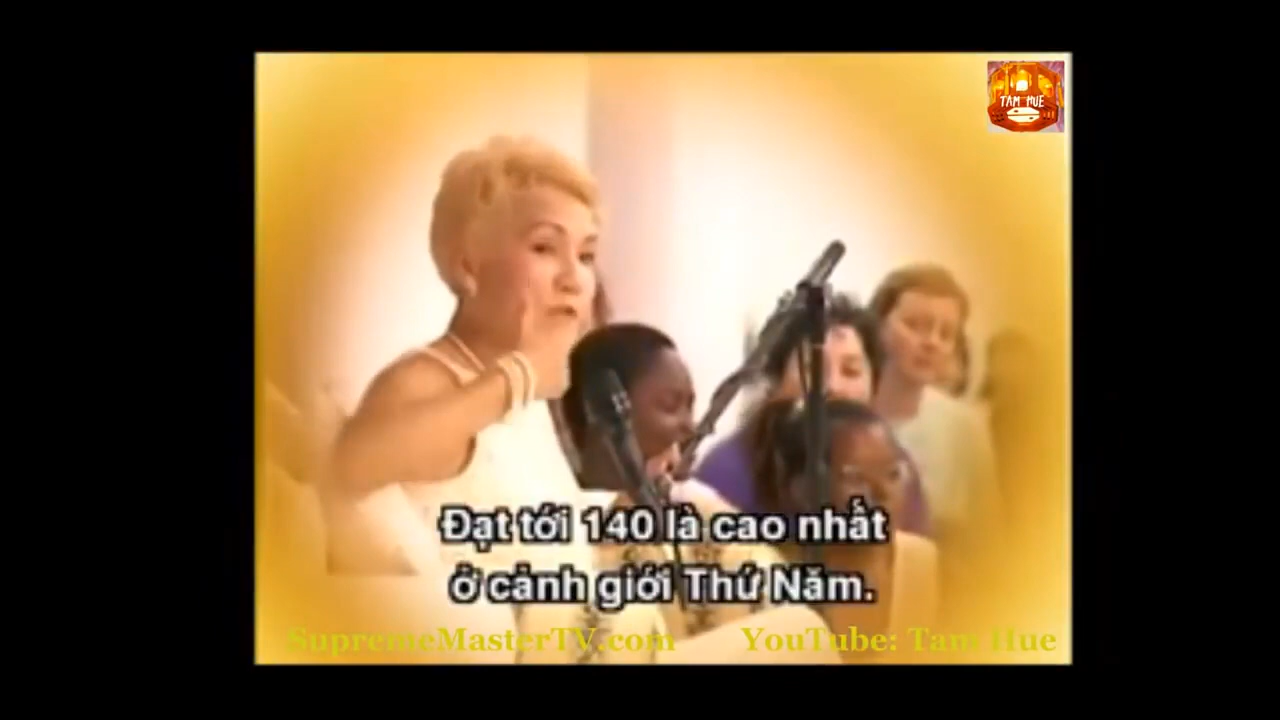 TAM HUE
Đạt tới 140 là cao nhất
ở cảnh giới Thứ Năm.
SupremeMasterTV.com YouTube: Tam Hue